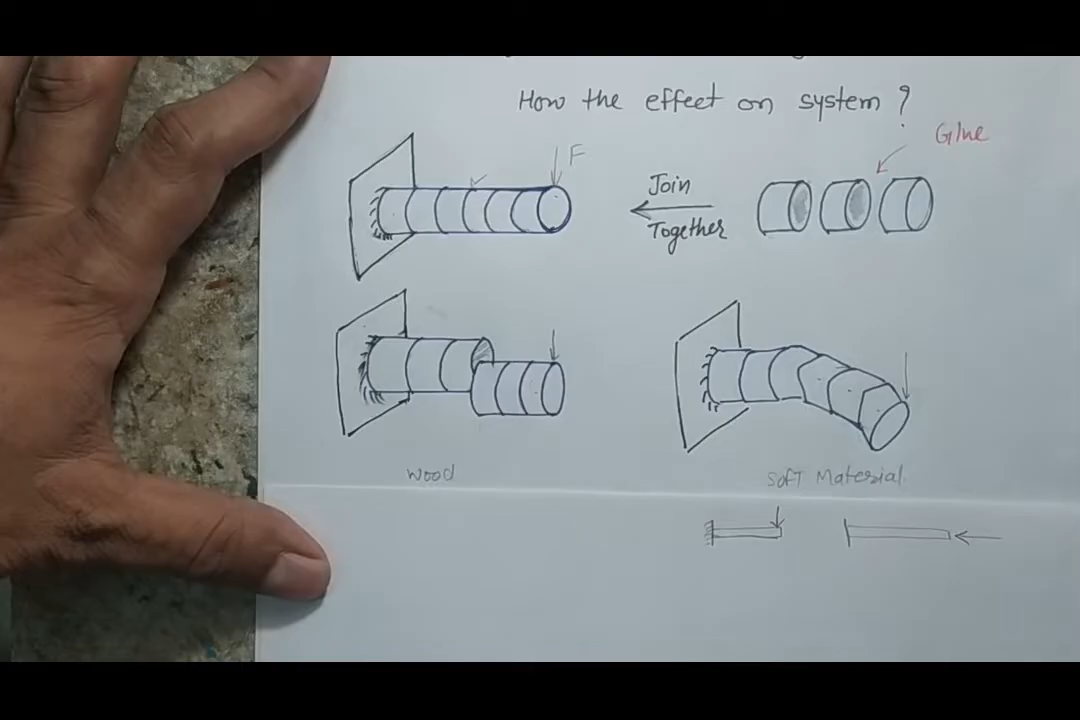 How the effect on system ?
Glue
F
Join
Together
Wood
Soft Material